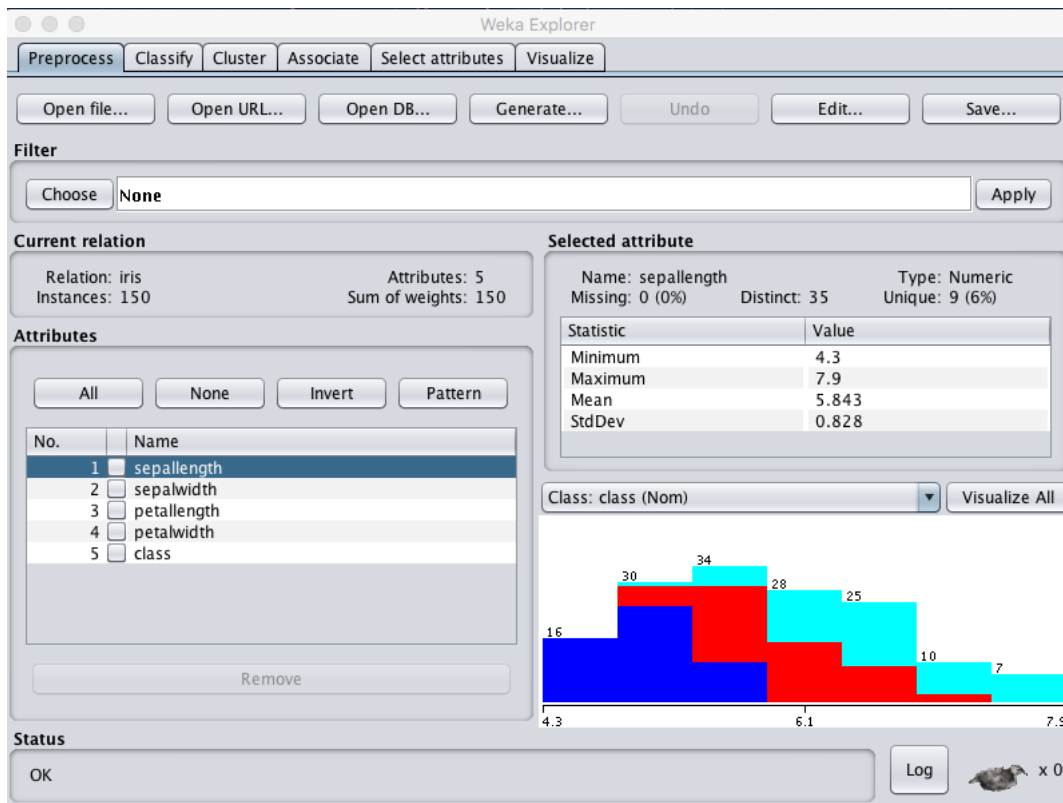 Weka Explorer
Preprocess Classify Cluster Associate Select attributes Visualize
Open file... Open URL... Open DB... Generate... Undo Edit... Save...
Filter
Choose None Apply
Current relation
Relation: iris Attributes: 5
Instances: 150 Sum of weights: 150
Attributes
All None Invert Pattern
No. Name
1 sepallength
2 sepalwidth
3 petallength
4 petalwidth
5 class
Remove
Selected attribute
Name: sepallength Type: Numeric
Missing: 0 (0%) Distinct: 35 Unique: 9 (6%)
Statistic Value
Minimum 4.3
Maximum 7.9
Mean 5.843
StdDev 0.828
Class: class (Nom) Visualize All
16 30 34 28 25 10 7
4.3 6.1 7.9
Status
OK Log x 0